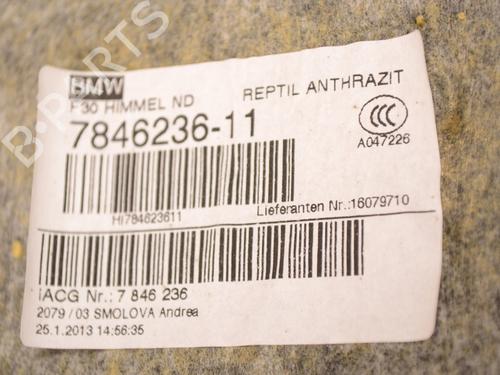 BMW
F30 HIMMEL ND
REPTIL ANTHRAZIT
7846236-11
CCC
A047226
HI784623611
Lieferanten Nr.:16079710
IACG Nr.: 7 846 236
2079 / 03 SMOLOVA Andrea
25.1.2013 14:56:35
B-PARTS